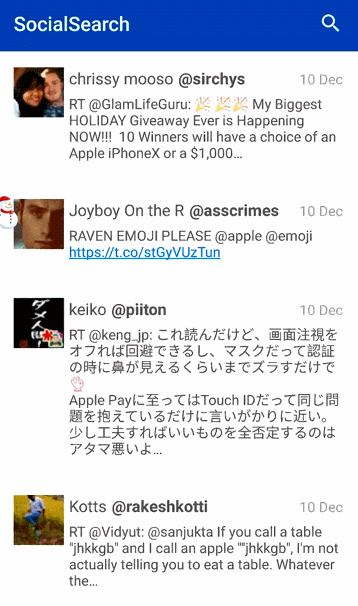 SocialSearch
chrissy mooso @sirchys 10 Dec
RT @GlamLifeGuru: 🎉 🎉🎉 My Biggest
HOLIDAY Giveaway Ever is Happening
NOW!!! 10 Winners will have a choice of an
Apple iPhoneX or a $1,000…
Joyboy On the R @asscrimes 10 Dec
RAVEN EMOJI PLEASE @apple @emoji
https://t.co/stGyVUzTun
keiko @piiton 10 Dec
RT @keng_jp: これ読んだけど、画面注視を
オフれば回避できるし、マスクだって認証
の時に鼻が見えるくらいまでズラすだけで
👌
Apple Payに至ってはTouch IDだって同じ問
題を抱えているだけに言いがかりに近い。
少し工夫すればいいものを全否定するのは
アタマ悪いよ…
Kotts @rakeshkotti 10 Dec
RT @Vidyut: @sanjukta If you call a table
"jhkkgb" and I call an apple ""jhkkgb", I'm not
actually telling you to eat a table. Whatever
the…